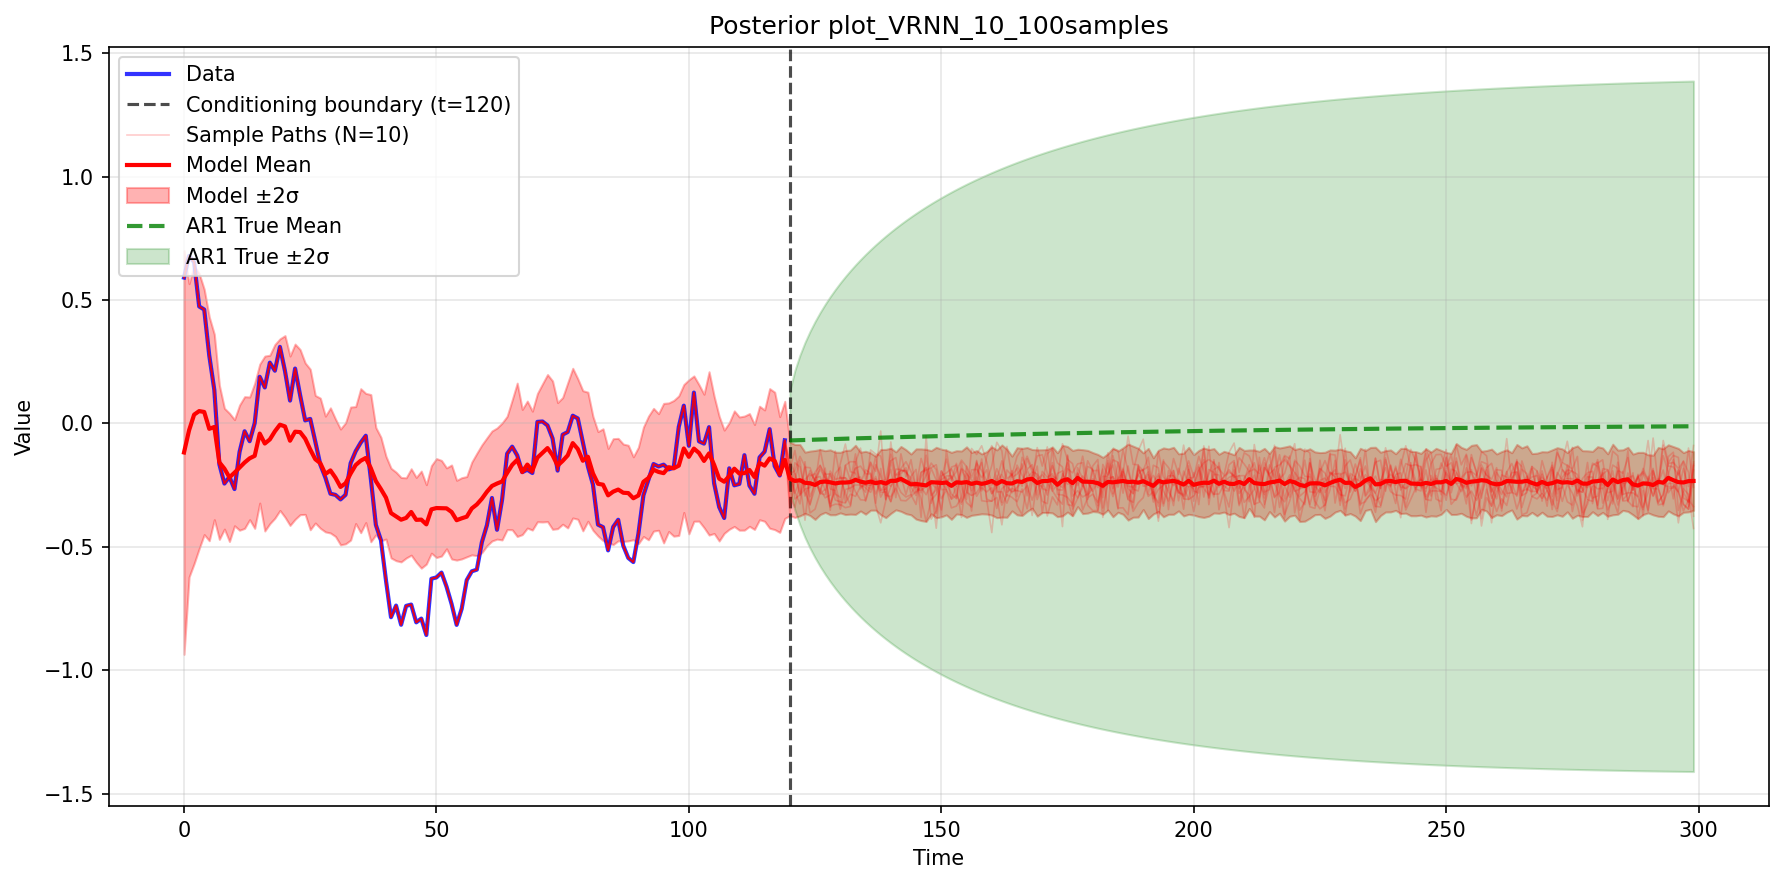 Posterior plot_VRNN_10_100samples
Data
Conditioning boundary (t=120)
Sample Paths (N=10)
Model Mean
Model ±2σ
AR1 True Mean
AR1 True ±2σ
Value
1.5
1.0
0.5
0.0
−0.5
−1.0
−1.5
0
50
100
150
200
250
300
Time